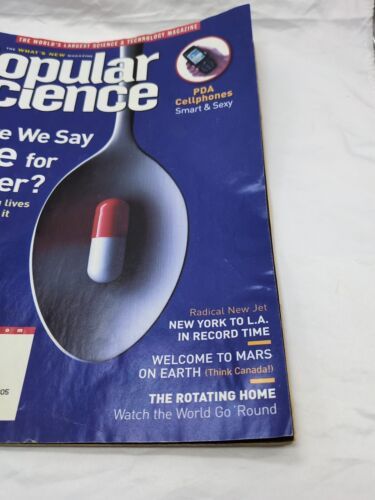 THE WORLD'S LARGEST SCIENCE & TECHNOLOGY MAGAZINE
THE WHAT'S NEW MAGAZINE
opular
cience
PDA
Cellphones
Smart & Sexy
e We Say
e for
er?
lives
it
Radical New Jet
NEW YORK TO L.A.
IN RECORD TIME
WELCOME TO MARS
ON EARTH (Think Canada!)
THE ROTATING HOME
Watch the World Go 'Round
om
05